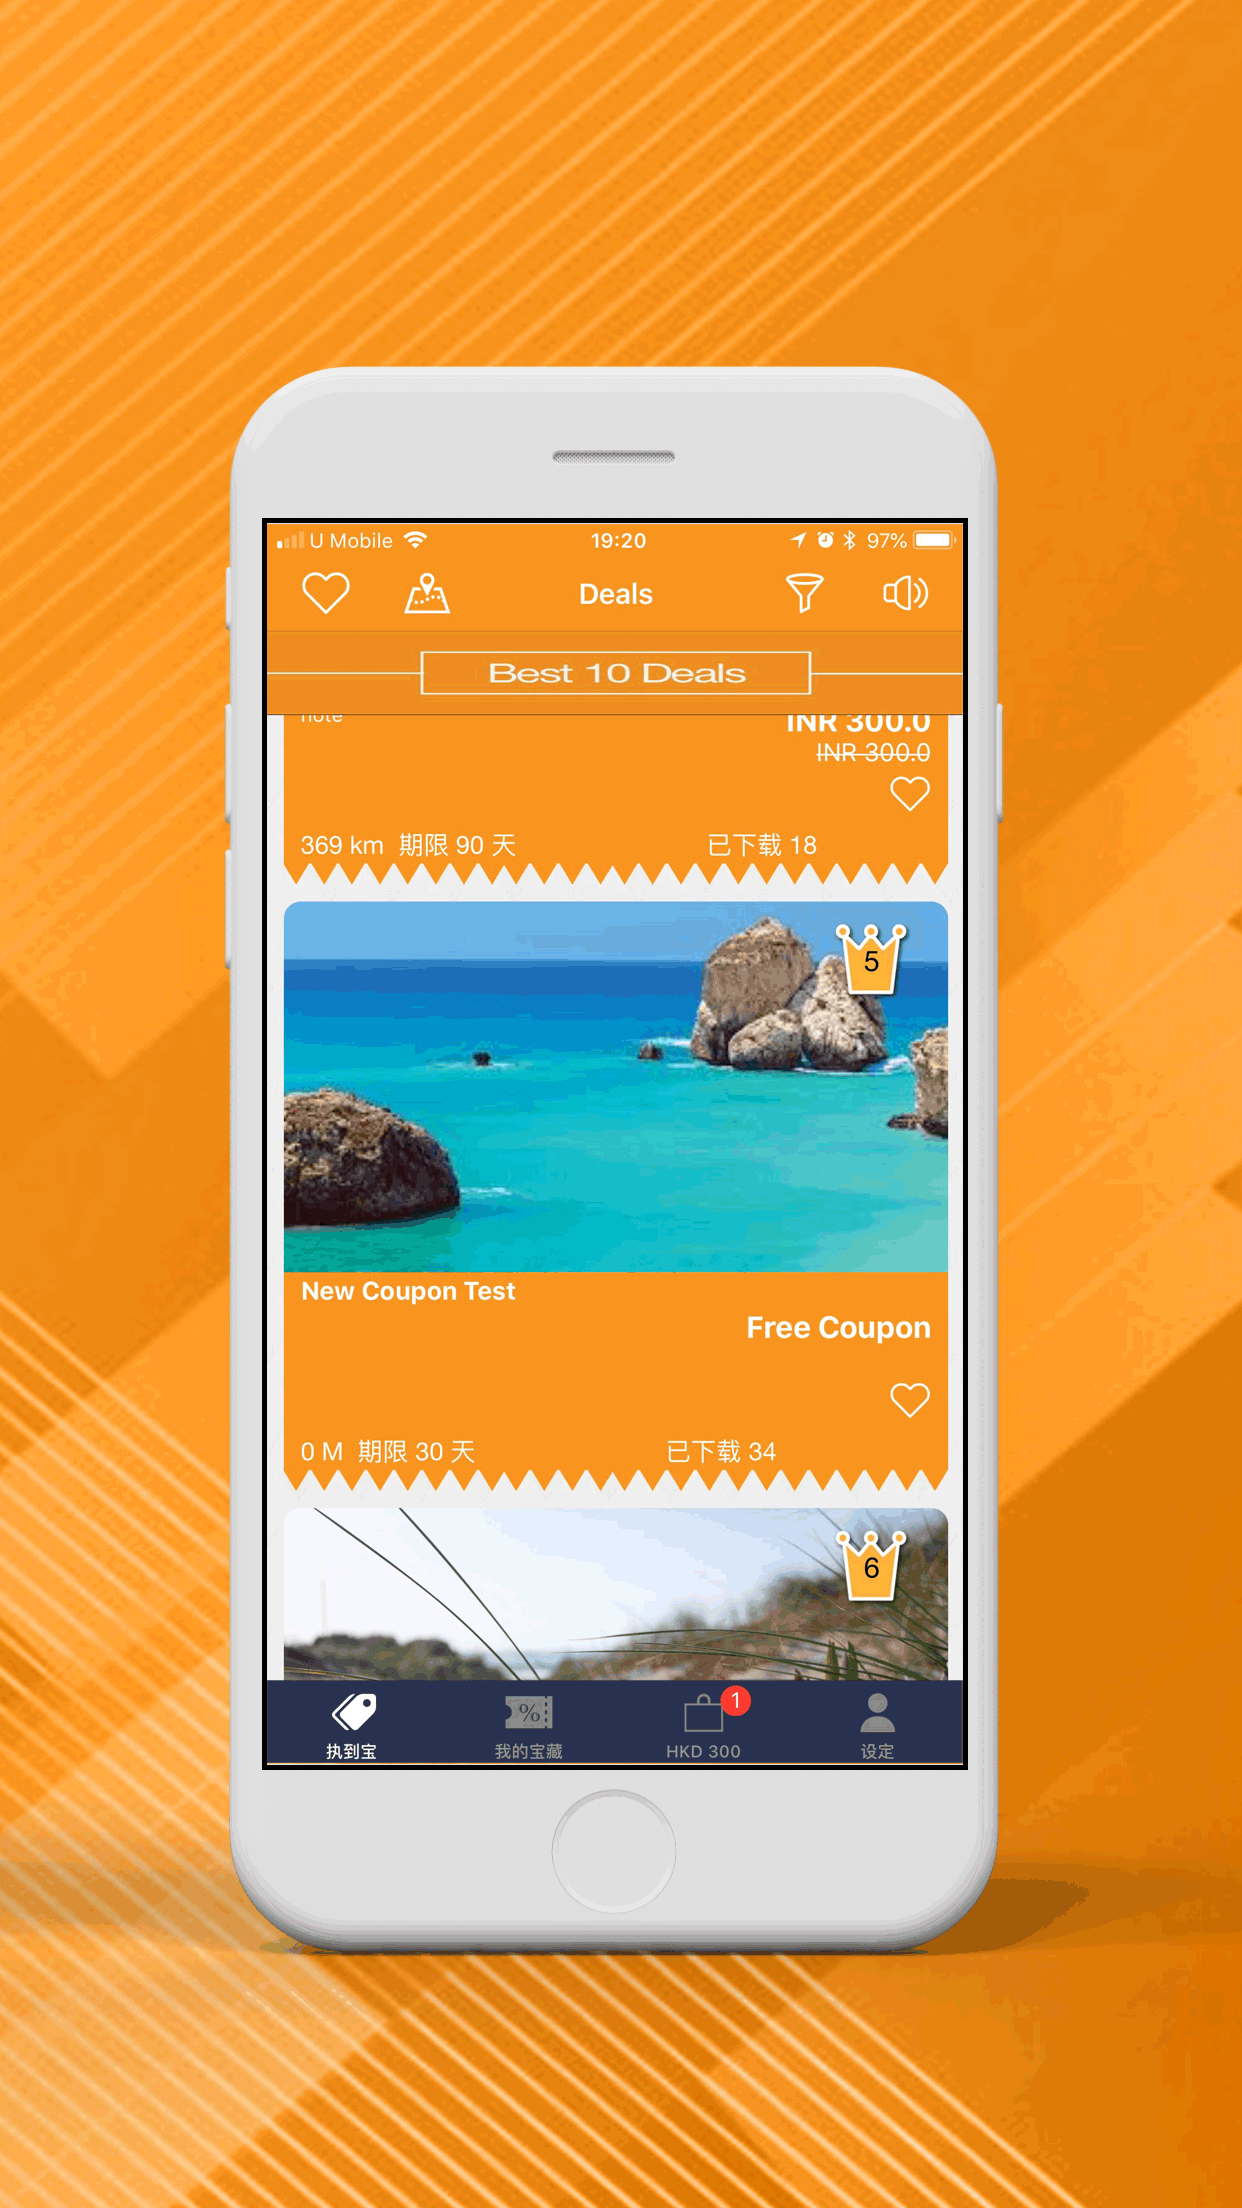 U Mobile 19:20 97%
Deals
Best 10 Deals
note INR 300.0
INR 300.0
369 km 期限 90 天 已下载 18
5
New Coupon Test
Free Coupon
0 M 期限 30 天 已下载 34
6
%
1
执到宝 我的宝藏 HKD 300 设定